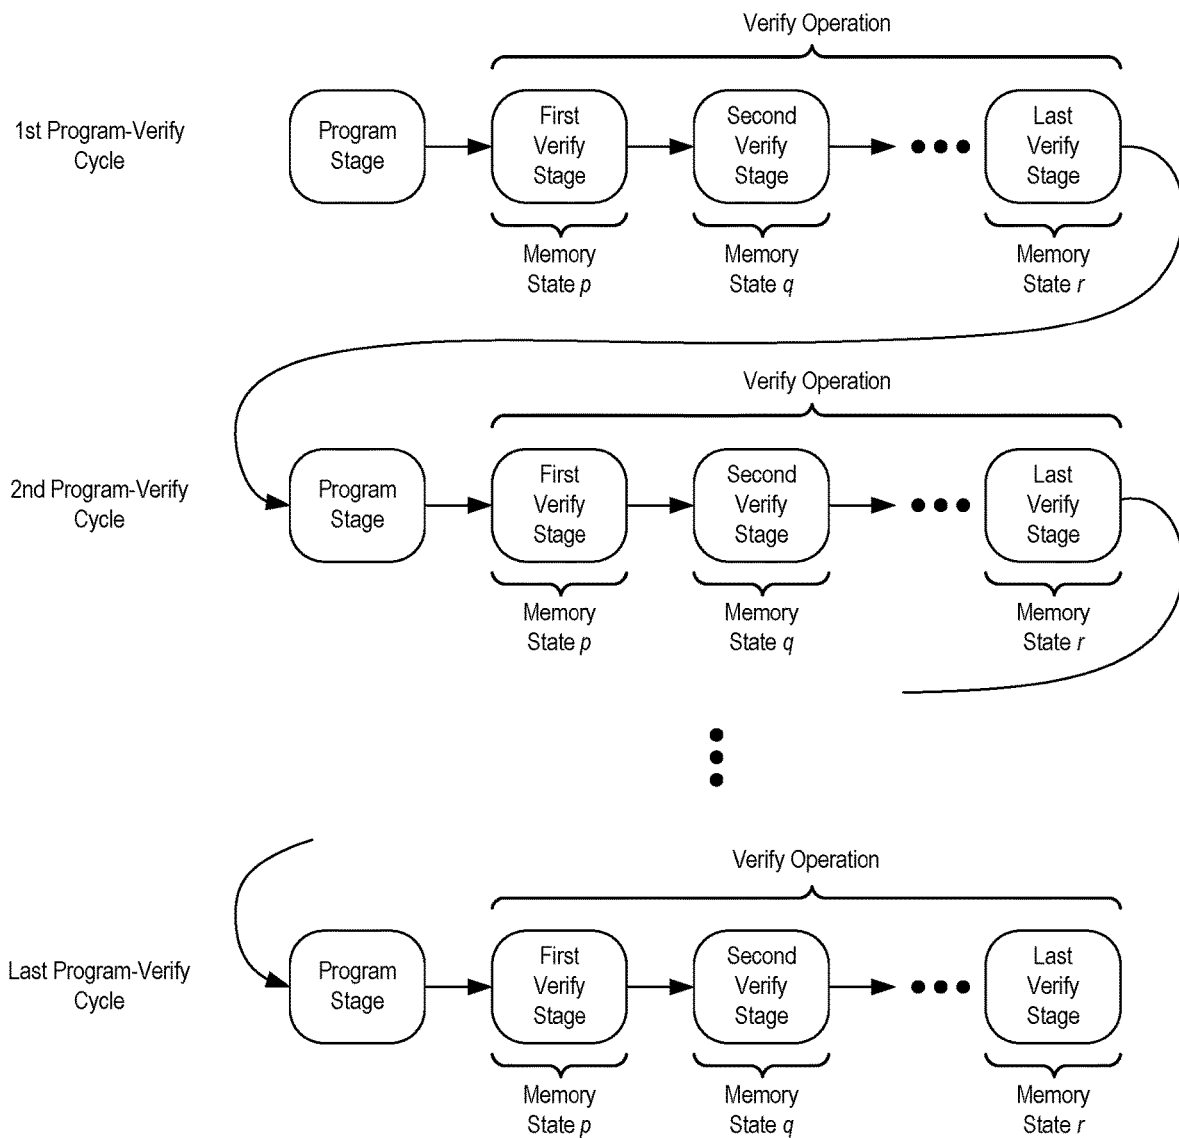 Verify Operation
1st Program-Verify
Cycle
Program
Stage
First
Verify
Stage
Second
Verify
Stage
Last
Verify
Stage
Memory
State p
Memory
State q
Memory
State r
Verify Operation
2nd Program-Verify
Cycle
Program
Stage
First
Verify
Stage
Second
Verify
Stage
Last
Verify
Stage
Memory
State p
Memory
State q
Memory
State r
Verify Operation
Last Program-Verify
Cycle
Program
Stage
First
Verify
Stage
Second
Verify
Stage
Last
Verify
Stage
Memory
State p
Memory
State q
Memory
State r